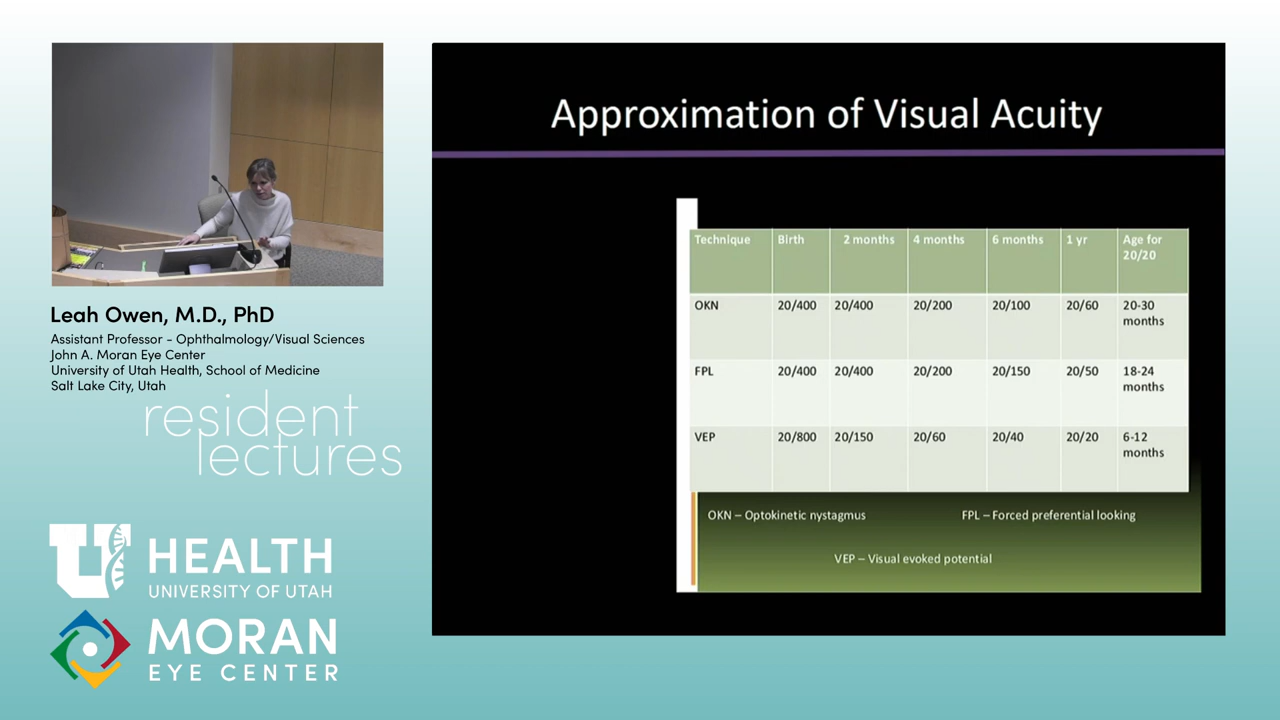 Approximation of Visual Acuity
Technique Birth 2 months 4 months 6 months 1 yr Age for 20/20
OKN 20/400 20/400 20/200 20/100 20/60 20-30 months
FPL 20/400 20/400 20/200 20/150 20/50 18-24 months
VEP 20/800 20/150 20/60 20/40 20/20 6-12 months
OKN – Optokinetic nystagmus FPL – Forced preferential looking
VEP – Visual evoked potential
Leah Owen, M.D., PhD
Assistant Professor - Ophthalmology/Visual Sciences
John A. Moran Eye Center
University of Utah Health, School of Medicine
Salt Lake City, Utah
resident
lectures
U HEALTH
UNIVERSITY OF UTAH
MORAN
EYE CENTER